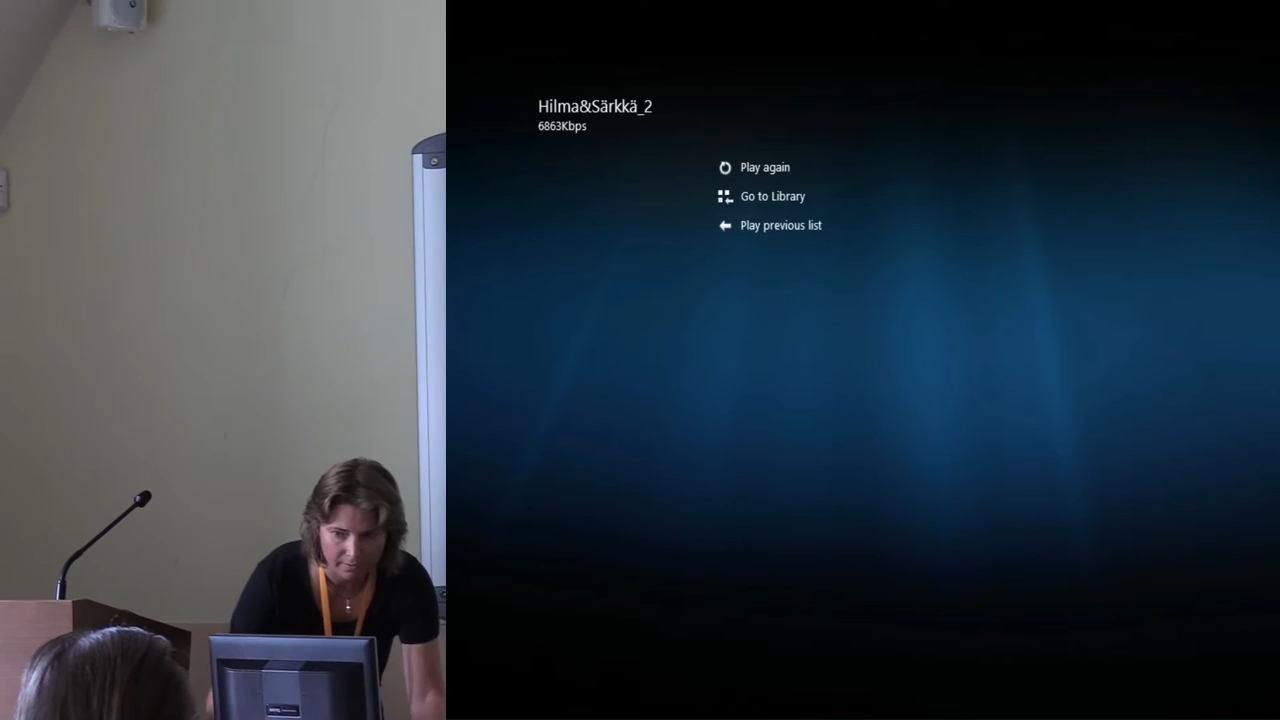 Hilma&Särkkä_2
6863Kbps
Play again
Go to Library
Play previous list